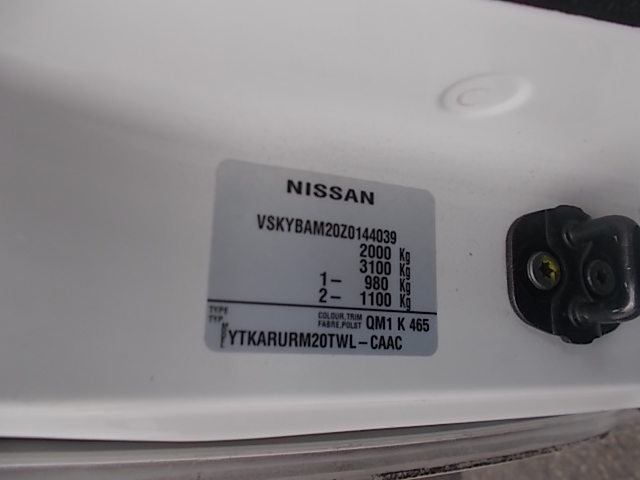 NISSAN
VSKYBAM20Z0144039
2000 Kg
3100 Kg
1- 980 Kg
2- 1100 Kg
TYPE COLOUR,TRIM
TYP. FABRE,POLST QM1 K 465
YTKARURM20TWL-CAAC